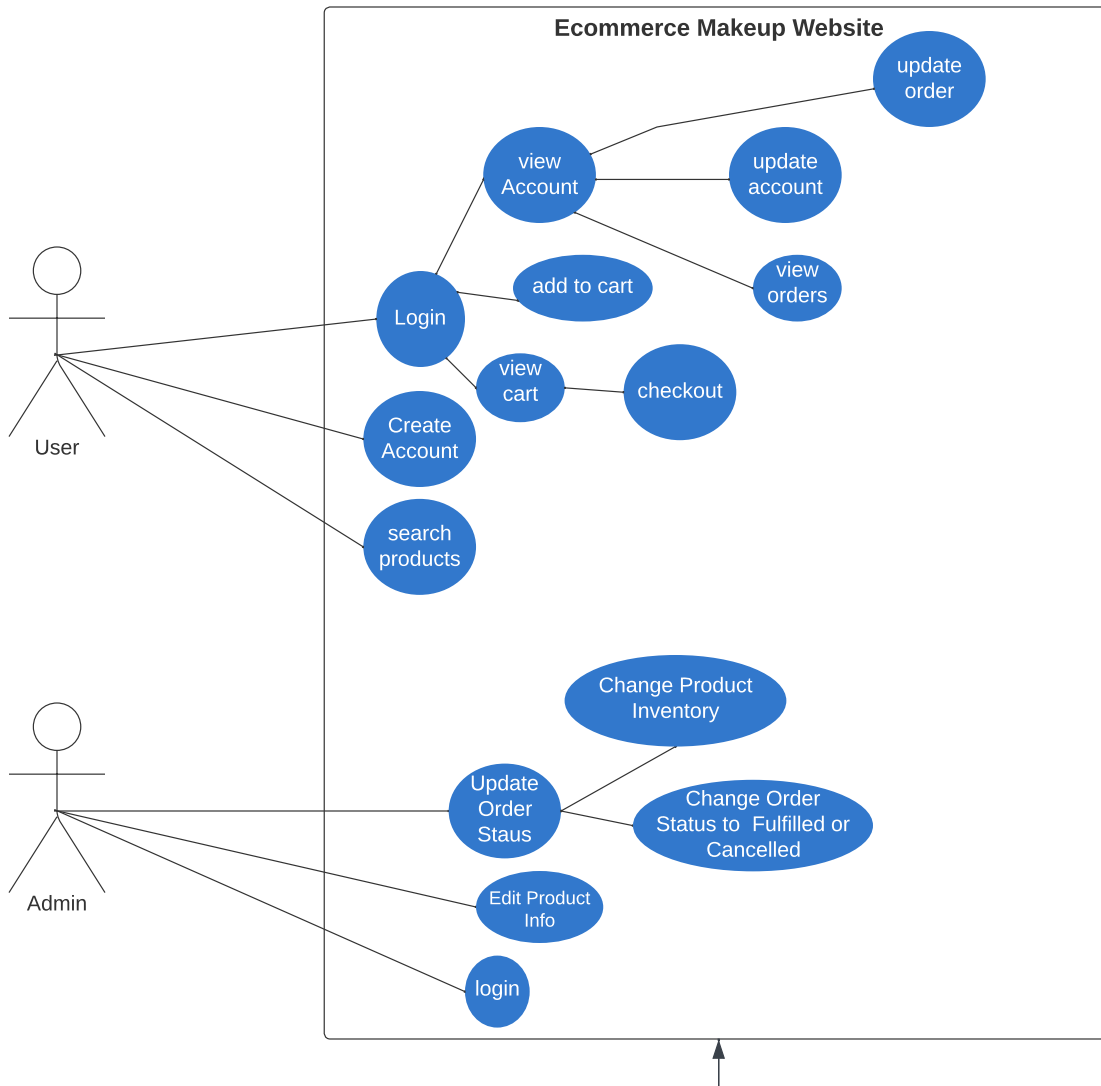 Ecommerce Makeup Website
update
order
view
Account
update
account
view
orders
add to cart
Login
view
cart
checkout
Create
Account
User
search
products
Change Product
Inventory
Update
Order
Staus
Change Order
Status to  Fulfilled or
Cancelled
Admin
Edit Product
Info
login